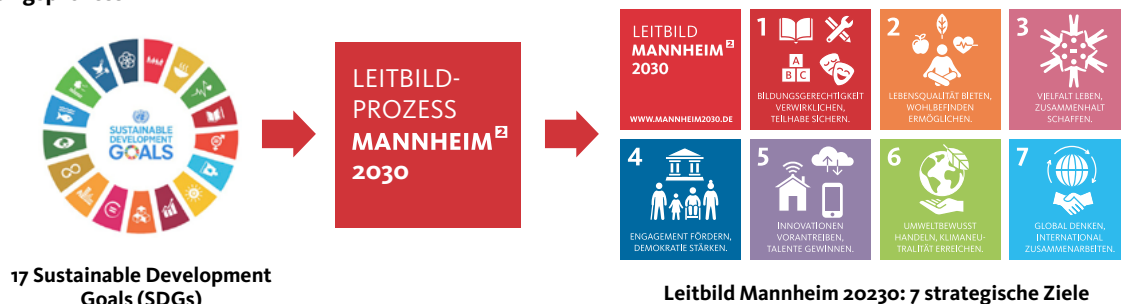 SUSTAINABLE
DEVELOPMENT
GOALS
17 Sustainable Development
Goals (SDGs)
LEITBILD-
PROZESS
MANNHEIM²
2030
LEITBILD
MANNHEIM²
2030
WWW.MANNHEIM2030.DE
1
A
B C
BILDUNGSGERECHTIGKEIT
VERWIRKLICHEN,
TEILHABE SICHERN.
2
LEBENSQUALITÄT BIETEN,
WOHLBEFINDEN
ERMÖGLICHEN.
3
VIELFALT LEBEN,
ZUSAMMENHALT
SCHAFFEN.
4
ENGAGEMENT FÖRDERN,
DEMOKRATIE STÄRKEN.
5
INNOVATIONEN
VORANTREIBEN,
TALENTE GEWINNEN.
6
UMWELTBEWUSST
HANDELN, KLIMANEU-
TRALITÄT ERREICHEN.
7
GLOBAL DENKEN,
INTERNATIONAL
ZUSAMMENARBEITEN.
Leitbild Mannheim 20230: 7 strategische Ziele